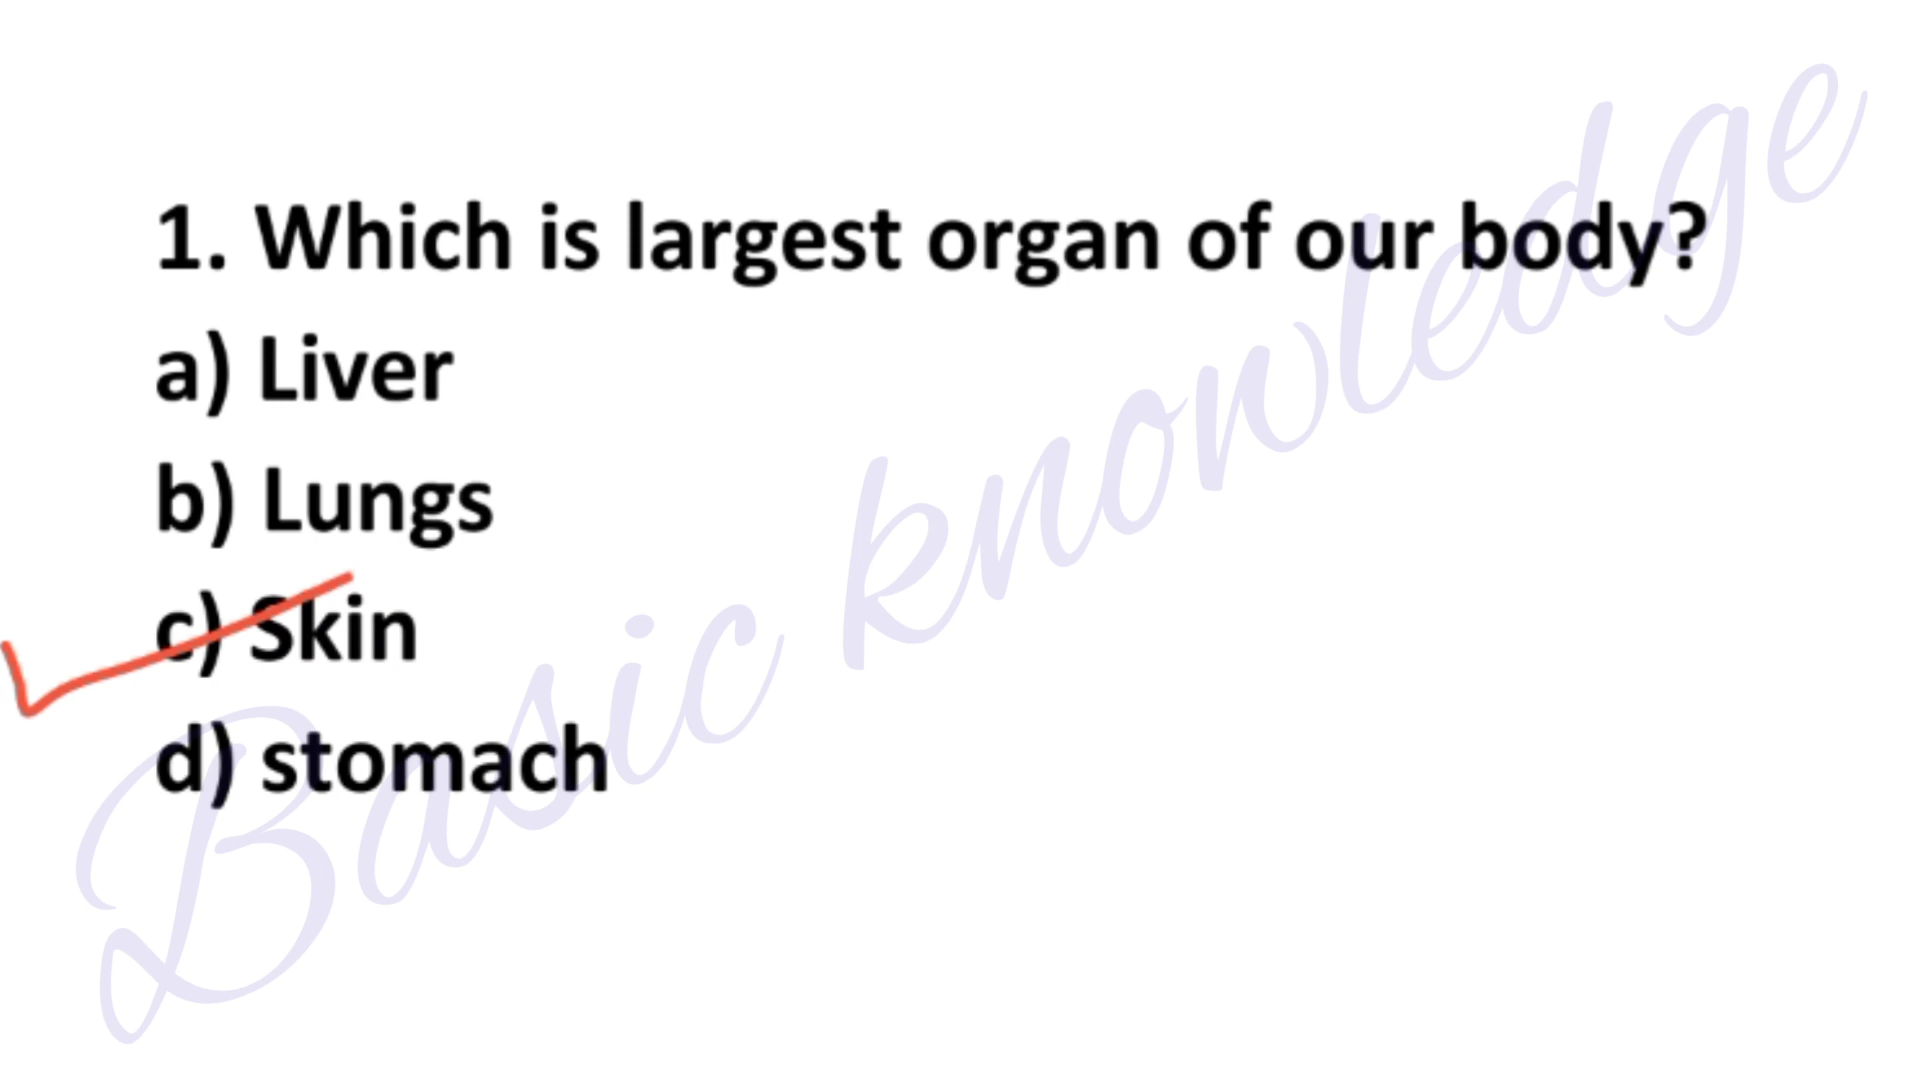 1. Which is largest organ of our body?
a) Liver
b) Lungs
c) Skin
d) stomach
Basic knowledge